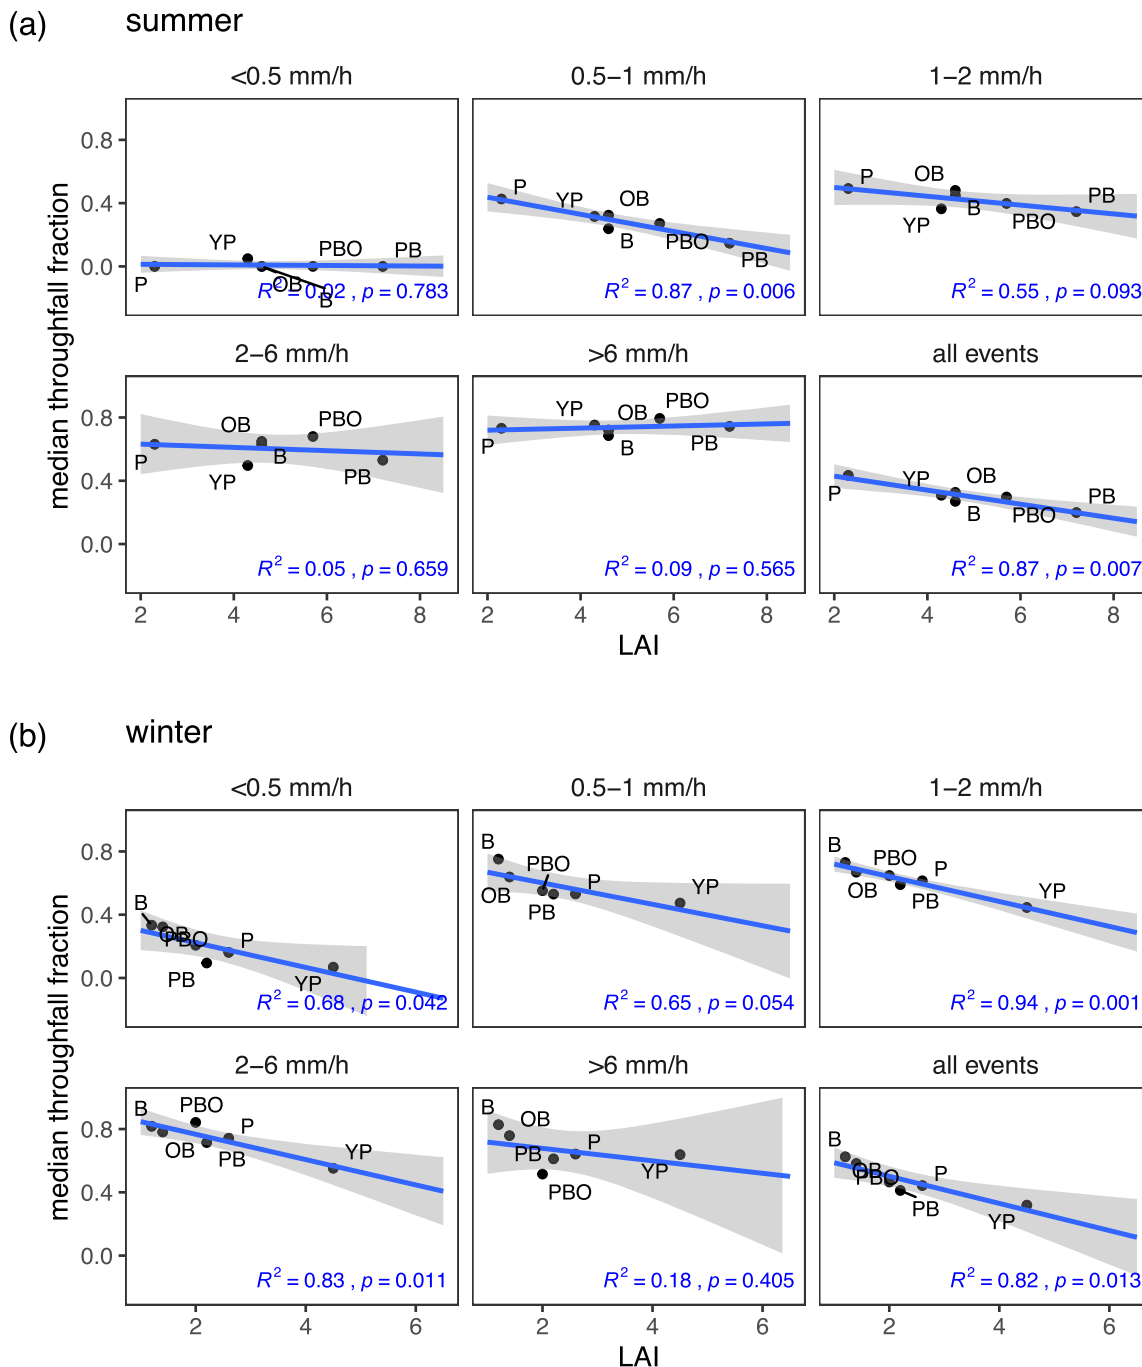 (a) summer
<0.5 mm/h 0.5−1 mm/h 1−2 mm/h
0.8
0.4
0.0
P YP OB B PBO PB
R² = 0.02 , p = 0.783
P YP OB B PBO PB
R² = 0.87 , p = 0.006
P OB YP B PBO PB
R² = 0.55 , p = 0.093
2−6 mm/h >6 mm/h all events
0.8
0.4
0.0
P OB YP B PBO PB
R² = 0.05 , p = 0.659
P YP OB B PBO PB
R² = 0.09 , p = 0.565
P YP OB B PBO PB
R² = 0.87 , p = 0.007
2 4 6 8 2 4 6 8 2 4 6 8
LAI
median throughfall fraction
(b) winter
<0.5 mm/h 0.5−1 mm/h 1−2 mm/h
0.8
0.4
0.0
B OB PBO PB P YP
R² = 0.68 , p = 0.042
B OB PBO PB P YP
R² = 0.65 , p = 0.054
B OB PBO PB P YP
R² = 0.94 , p = 0.001
2−6 mm/h >6 mm/h all events
0.8
0.4
0.0
B OB PBO PB P YP
R² = 0.83 , p = 0.011
B OB PB PBO P YP
R² = 0.18 , p = 0.405
B OB PBO PB P YP
R² = 0.82 , p = 0.013
2 4 6 2 4 6 2 4 6
LAI
median throughfall fraction